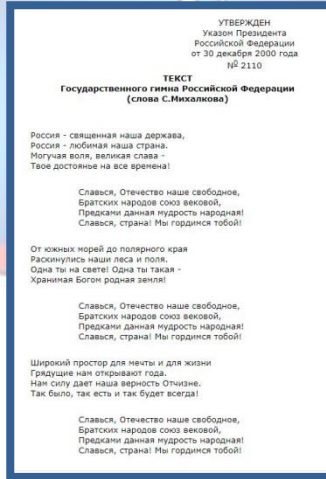 УТВЕРЖДЕН
Указом Президента
Российской Федерации
от 30 декабря 2000 года
№ 2110
ТЕКСТ
Государственного гимна Российской Федерации
(слова С.Михалкова)
Россия - священная наша держава,
Россия - любимая наша страна.
Могучая воля, великая слава -
Твое достоянье на все времена!
Славься, Отечество наше свободное,
Братских народов союз вековой,
Предками данная мудрость народная!
Славься, страна! Мы гордимся тобой!
От южных морей до полярного края
Раскинулись наши леса и поля.
Одна ты на свете! Одна ты такая -
Хранимая Богом родная земля!
Славься, Отечество наше свободное,
Братских народов союз вековой,
Предками данная мудрость народная!
Славься, страна! Мы гордимся тобой!
Широкий простор для мечты и для жизни
Грядущие нам открывают года.
Нам силу дает наша верность Отчизне.
Так было, так есть и так будет всегда!
Славься, Отечество наше свободное,
Братских народов союз вековой,
Предками данная мудрость народная!
Славься, страна! Мы гордимся тобой!